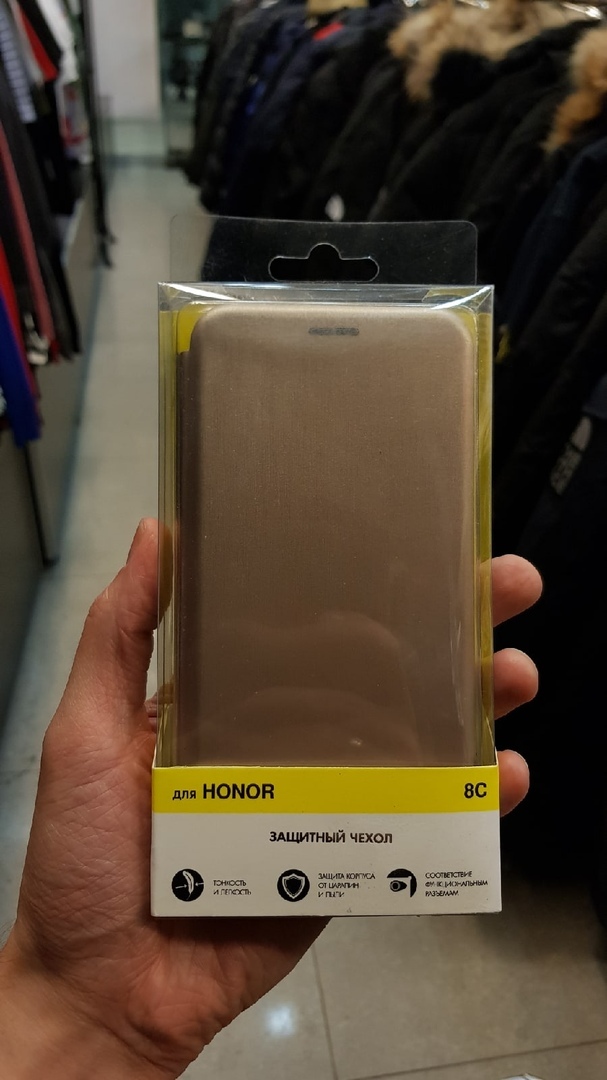 для HONOR 8C
ЗАЩИТНЫЙ ЧЕХОЛ
ТОНКОСТЬ
И ЛЕГКОСТЬ
ЗАЩИТА КОРПУСА
ОТ ЦАРАПИН
И ПЫЛИ
СООТВЕТСТВИЕ
ФУНКЦИОНАЛЬНЫМ
РАЗЪЕМАМ